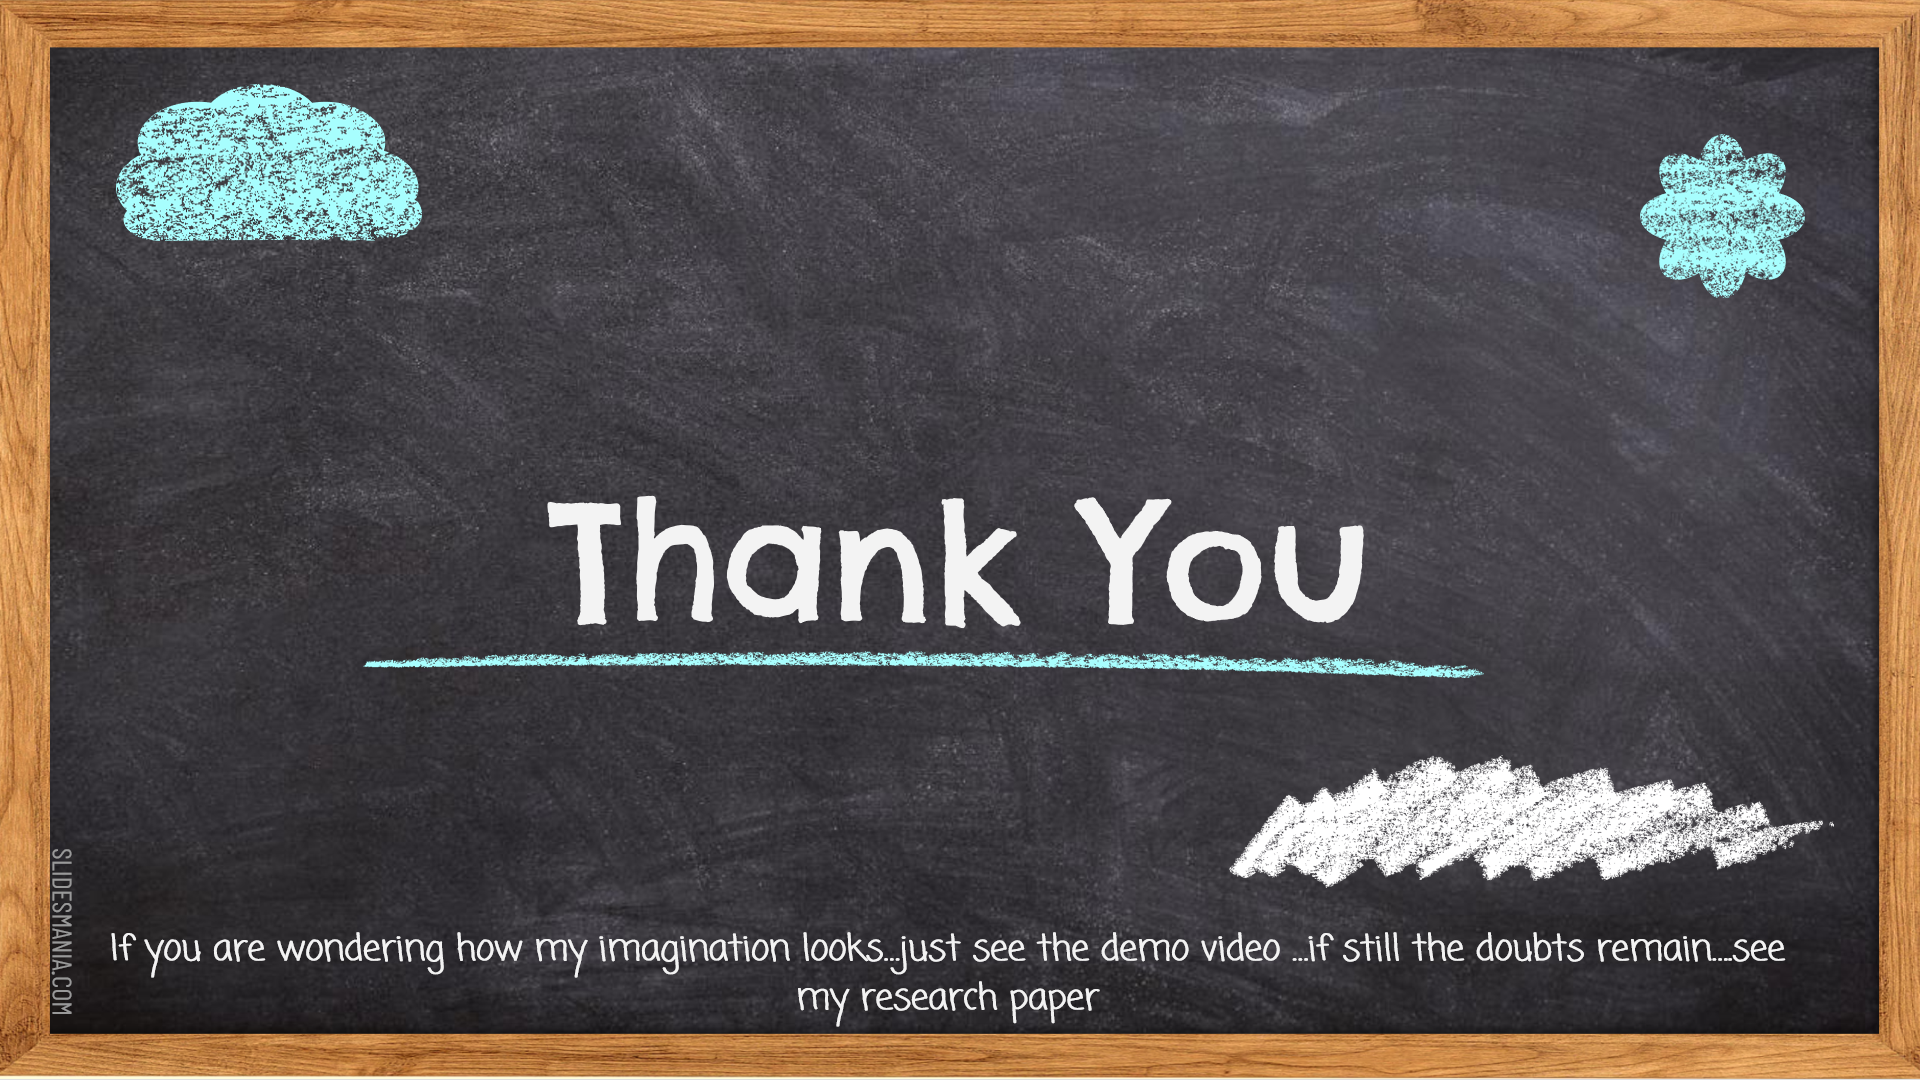 Thank You
If you are wondering how my imagination looks...just see the demo video ...if still the doubts remain....see
my research paper
SLIDESMANIA.COM